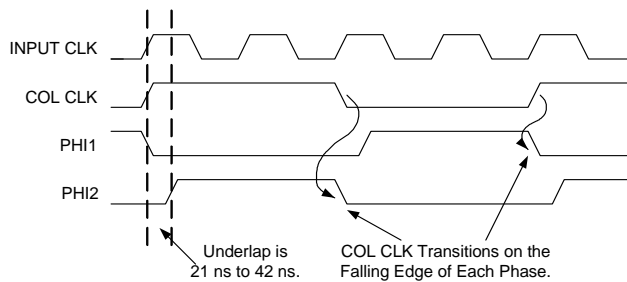 INPUT CLK
COL CLK
PHI1
PHI2
Underlap is
21 ns to 42 ns.
COL CLK Transitions on the
Falling Edge of Each Phase.